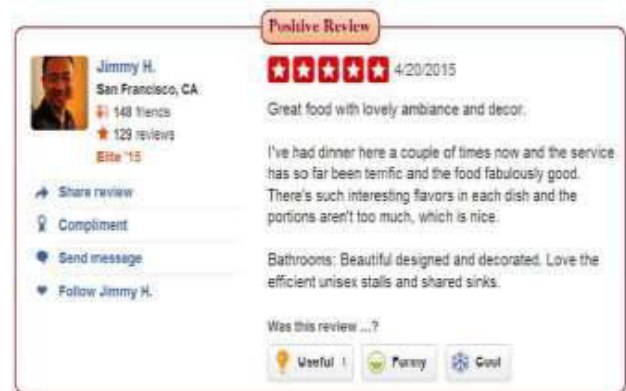 Positive Review
Jimmy H.
San Francisco, CA
148 friends
129 reviews
Elite '15
Share review
Compliment
Send message
Follow Jimmy H.
4/20/2015
Great food with lovely ambiance and decor.
I've had dinner here a couple of times now and the service
has so far been terrific and the food fabulously good.
There's such interesting flavors in each dish and the
portions aren't too much, which is nice.
Bathrooms: Beautiful designed and decorated. Love the
efficient unisex stalls and shared sinks.
Was this review ...?
Useful 1
Funny
Cool